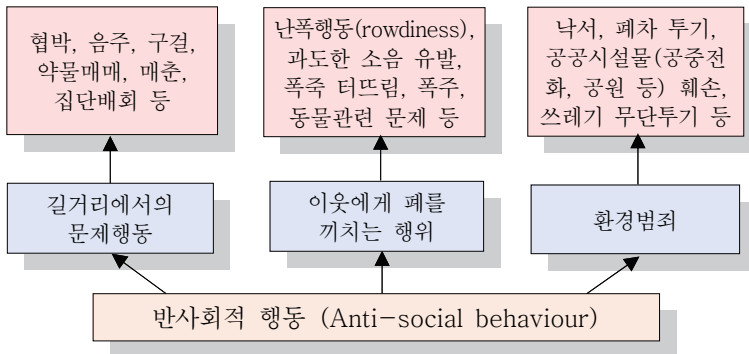 협박, 음주, 구걸,
약물매매, 매춘,
집단배회 등
난폭행동(rowdiness),
과도한 소음 유발,
폭죽 터뜨림, 폭주,
동물관련 문제 등
낙서, 폐차 투기,
공공시설물(공중전
화, 공원 등) 훼손,
쓰레기 무단투기 등
길거리에서의
문제행동
이웃에게 폐를
끼치는 행위
환경범죄
반사회적 행동 (Anti-social behaviour)